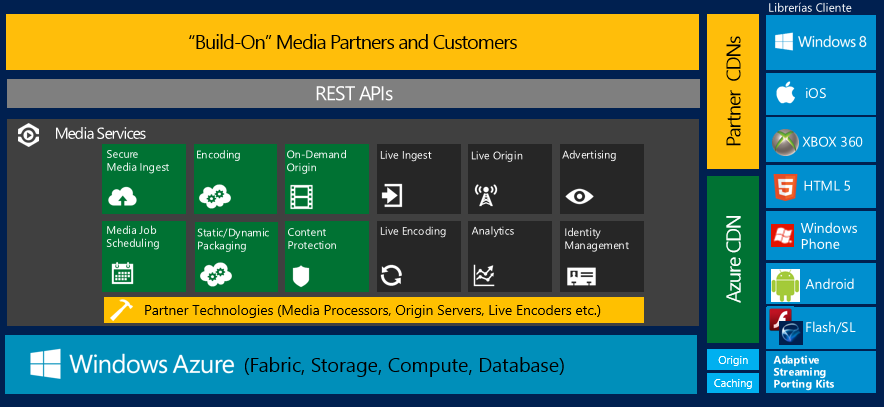 Librerías Cliente
“Build-On” Media Partners and Customers
REST APIs
Media Services
Secure
Media Ingest
Encoding
On-Demand
Origin
Live Ingest
Live Origin
Advertising
Media Job
Scheduling
Static/Dynamic
Packaging
Content
Protection
Live Encoding
Analytics
Identity
Management
Partner Technologies (Media Processors, Origin Servers, Live Encoders etc.)
Windows Azure (Fabric, Storage, Compute, Database)
Partner CDNs
Azure CDN
Origin
Caching
Windows 8
iOS
XBOX 360
HTML 5
Windows
Phone
Android
Flash/SL
Adaptive
Streaming
Porting Kits